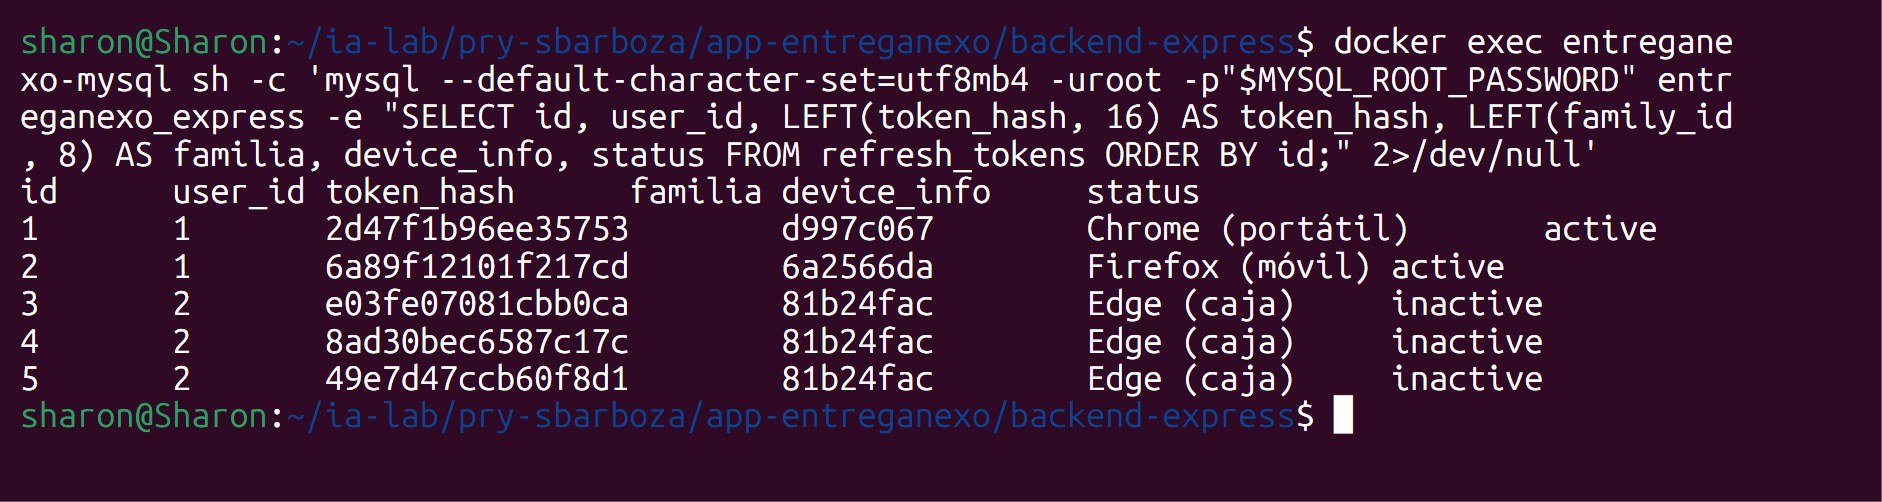 sharon@Sharon:~/ia-lab/pry-sbarboza/app-entreganexo/backend-express$ docker exec entregane
xo-mysql sh -c 'mysql --default-character-set=utf8mb4 -uroot -p"$MYSQL_ROOT_PASSWORD" entr
eganexo_express -e "SELECT id, user_id, LEFT(token_hash, 16) AS token_hash, LEFT(family_id
, 8) AS familia, device_info, status FROM refresh_tokens ORDER BY id;" 2>/dev/null'
id user_id token_hash familia device_info status
1 1 2d47f1b96ee35753 d997c067 Chrome (portátil) active
2 1 6a89f12101f217cd 6a2566da Firefox (móvil) active
3 2 e03fe07081cbb0ca 81b24fac Edge (caja) inactive
4 2 8ad30bec6587c17c 81b24fac Edge (caja) inactive
5 2 49e7d47ccb60f8d1 81b24fac Edge (caja) inactive
sharon@Sharon:~/ia-lab/pry-sbarboza/app-entreganexo/backend-express$